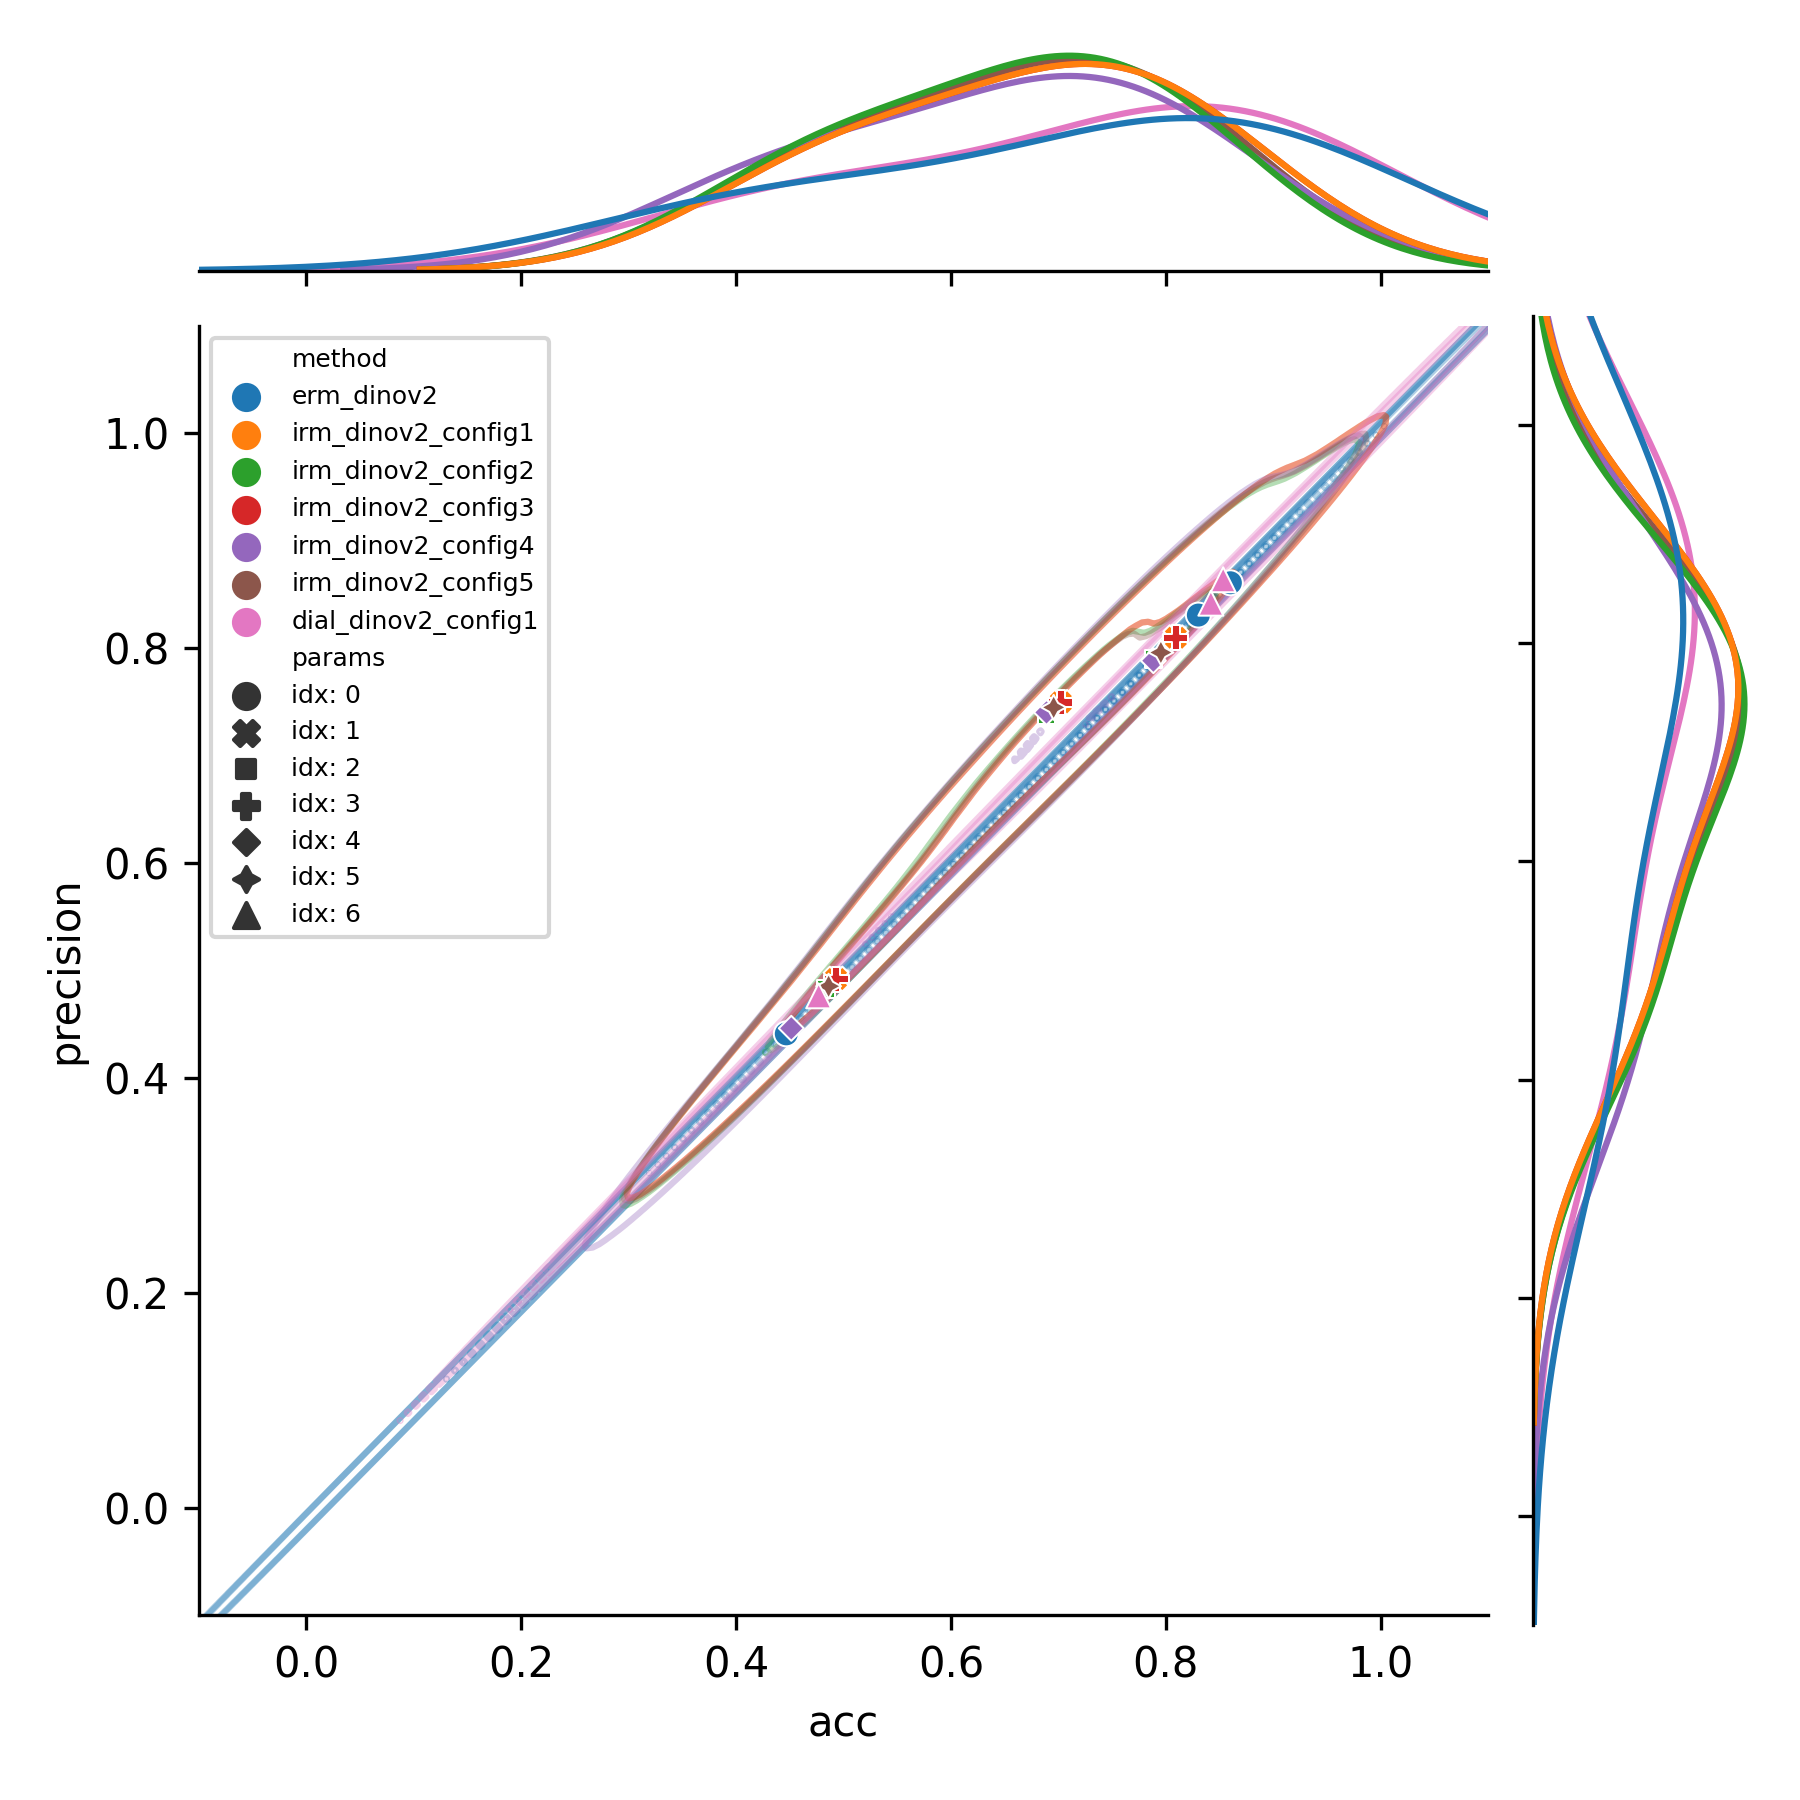 method
erm_dinov2
irm_dinov2_config1
irm_dinov2_config2
irm_dinov2_config3
irm_dinov2_config4
irm_dinov2_config5
dial_dinov2_config1
params
idx: 0
idx: 1
idx: 2
idx: 3
idx: 4
idx: 5
idx: 6
1.0
0.8
0.6
0.4
0.2
0.0
precision
0.0 0.2 0.4 0.6 0.8 1.0
acc